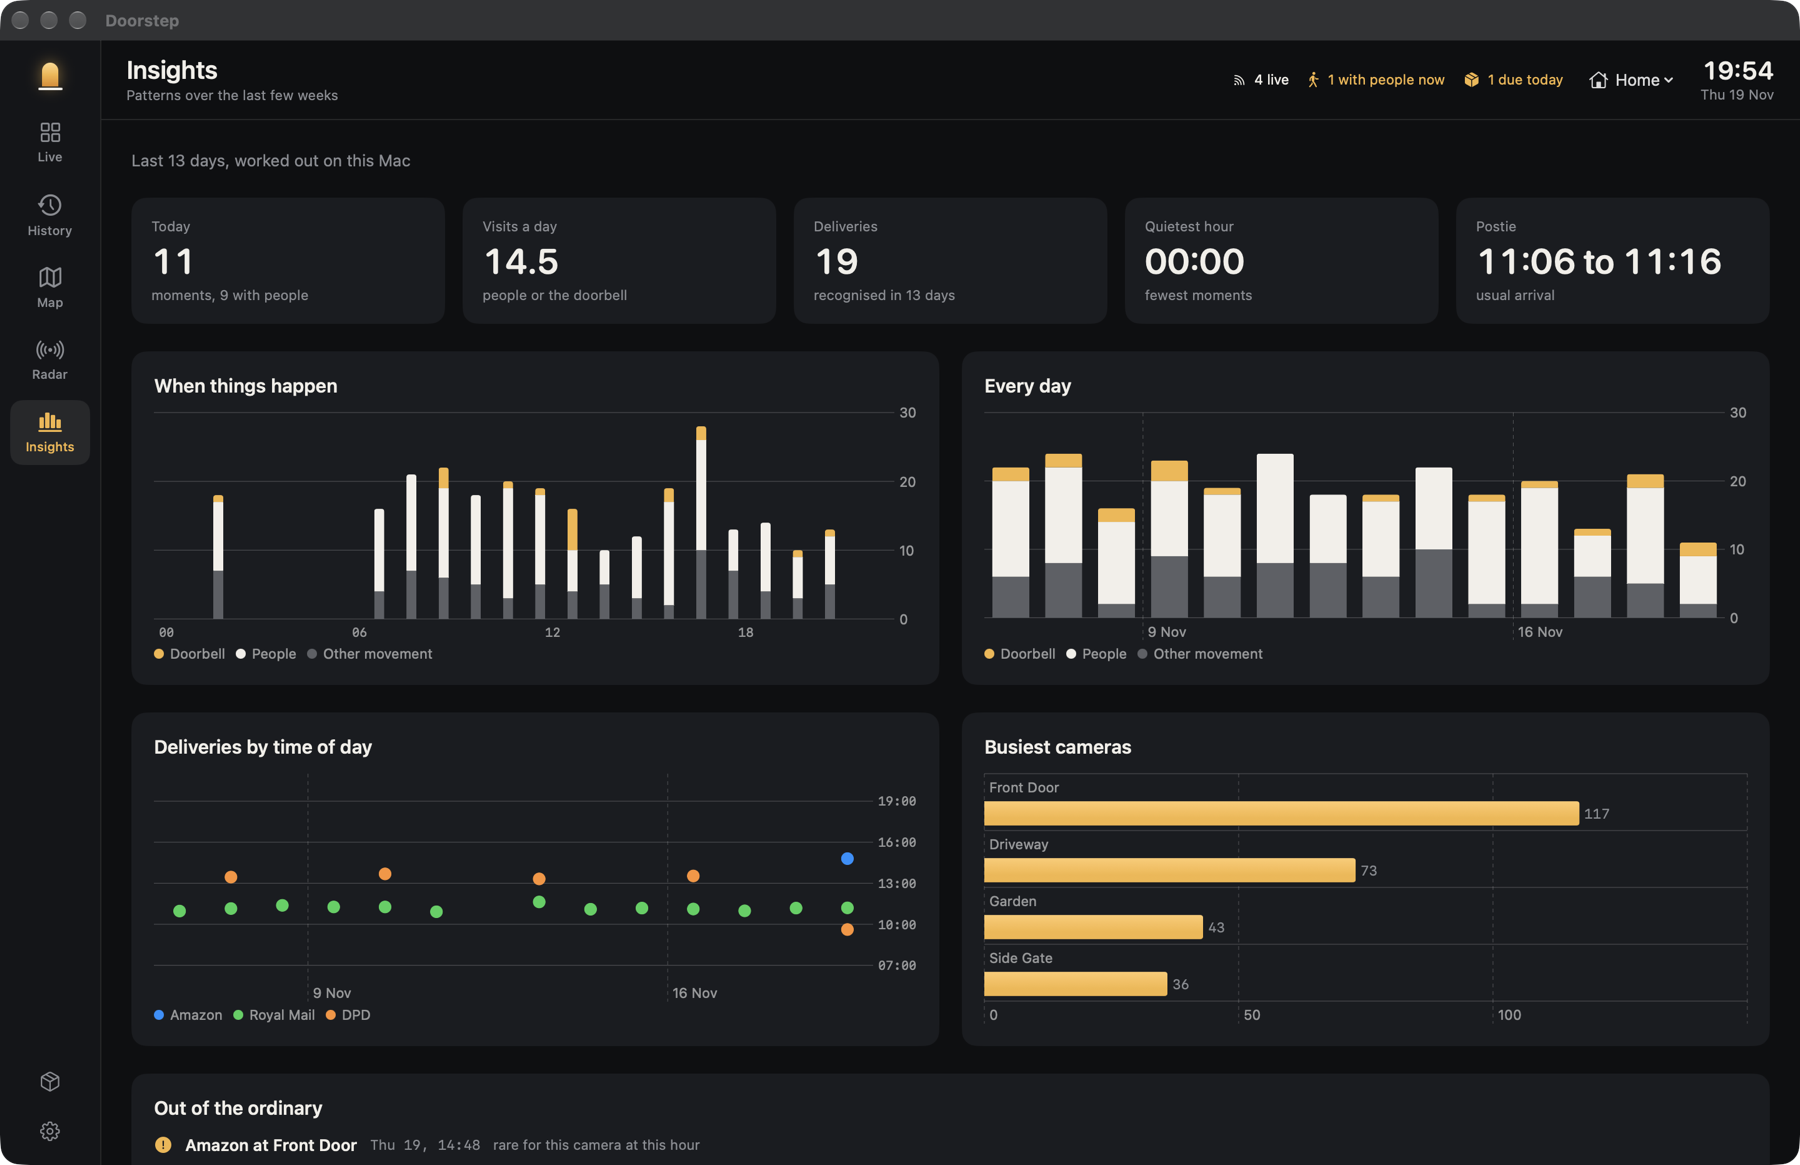 Doorstep
Insights
Patterns over the last few weeks
4 live
1 with people now
1 due today
Home
19:54
Thu 19 Nov
Live
History
Map
Radar
Insights
Last 13 days, worked out on this Mac
Today
11
moments, 9 with people
Visits a day
14.5
people or the doorbell
Deliveries
19
recognised in 13 days
Quietest hour
00:00
fewest moments
Postie
11:06 to 11:16
usual arrival
When things happen
30
20
10
0
00 06 12 18
Doorbell People Other movement
Every day
30
20
10
0
9 Nov 16 Nov
Doorbell People Other movement
Deliveries by time of day
19:00
16:00
13:00
10:00
07:00
9 Nov 16 Nov
Amazon Royal Mail DPD
Busiest cameras
Front Door
117
Driveway
73
Garden
43
Side Gate
36
0 50 100
Out of the ordinary
Amazon at Front Door Thu 19, 14:48 rare for this camera at this hour